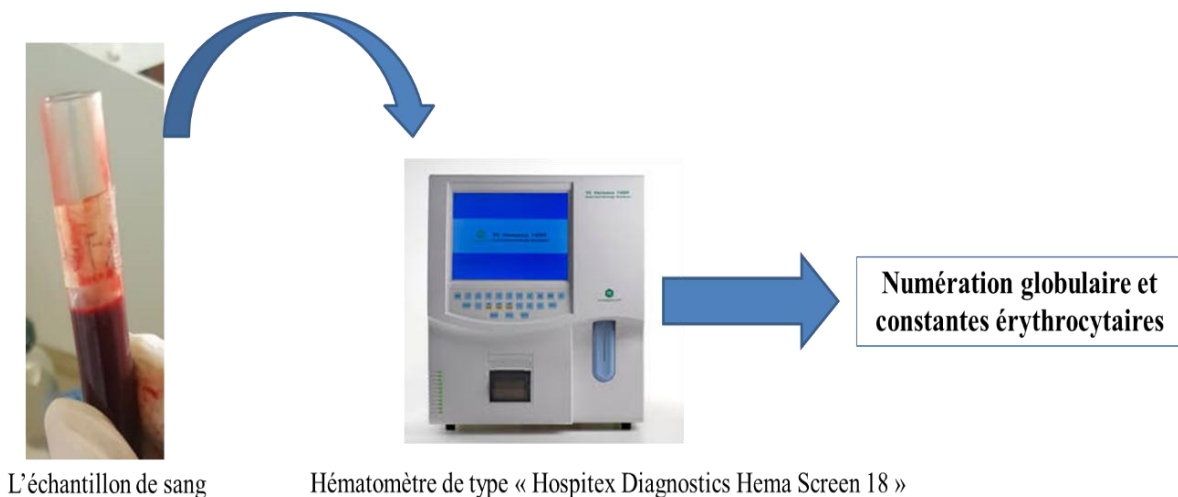 Numération globulaire et
constantes érythrocytaires
L’échantillon de sang
Hématomètre de type « Hospitex Diagnostics Hema Screen 18 »